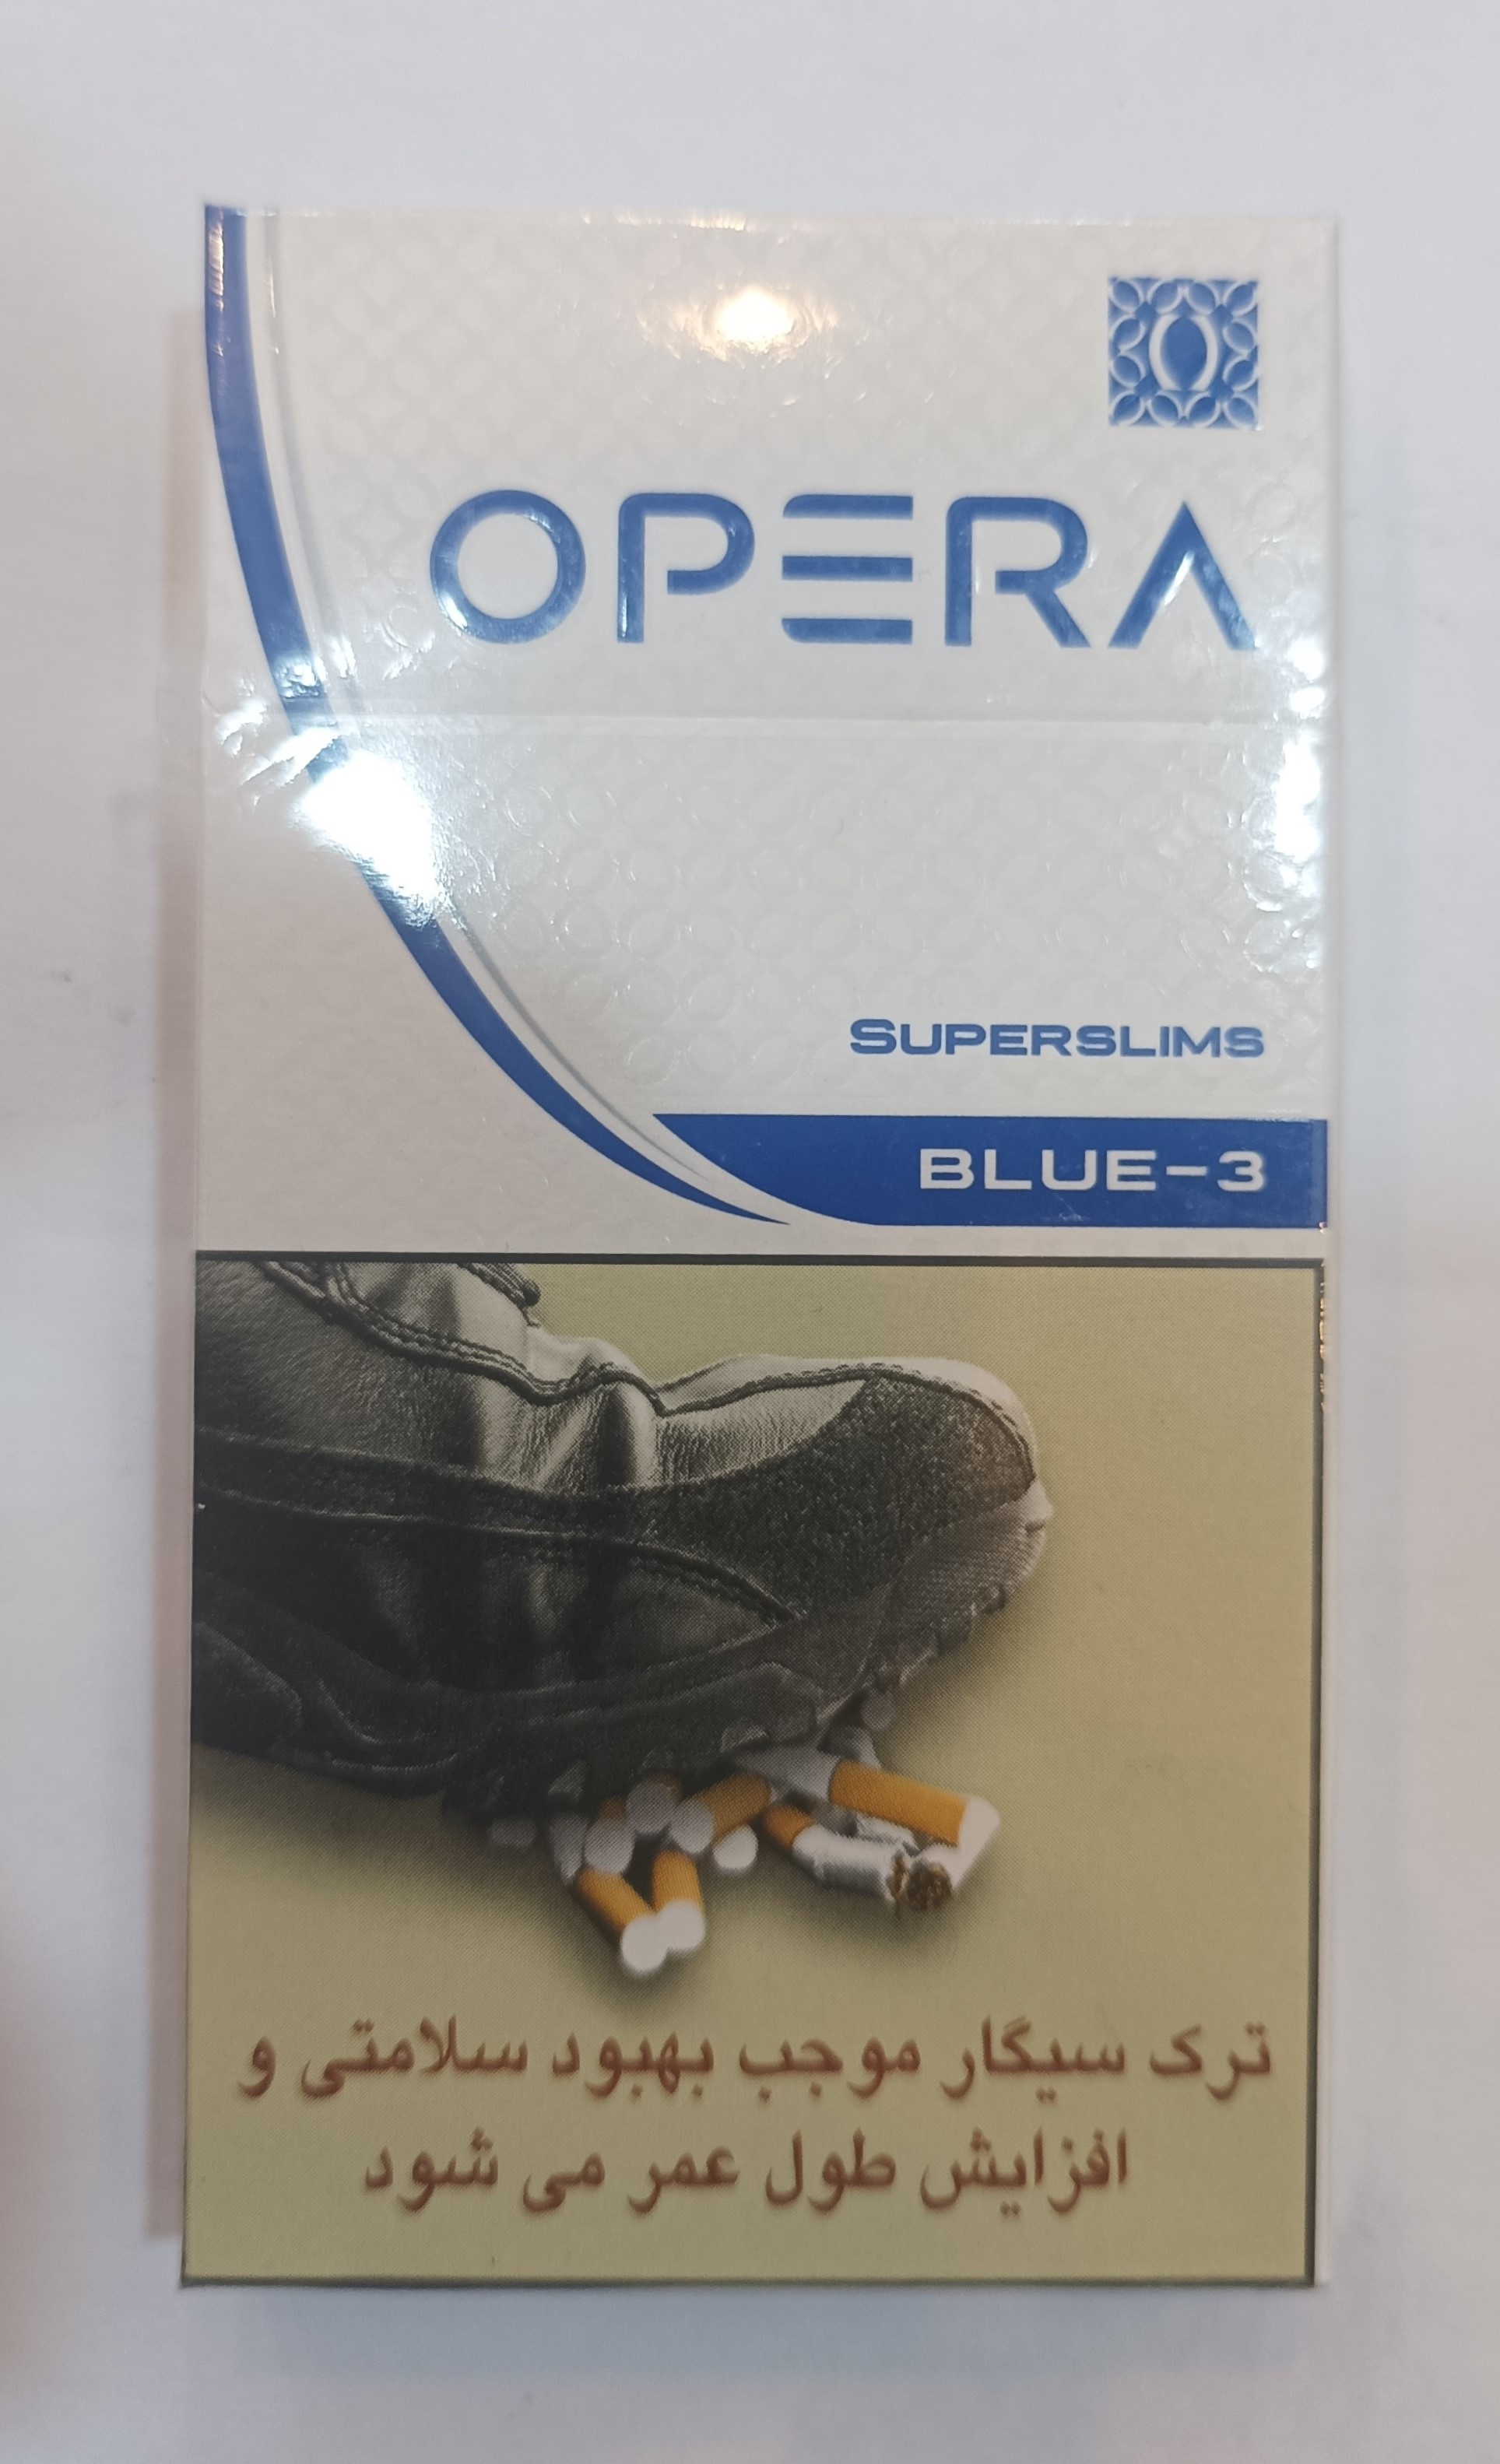 OPERA
SUPERSLIMS
BLUE-3
ترک سیگار موجب بهبود سلامتی و
افزایش طول عمر می شود